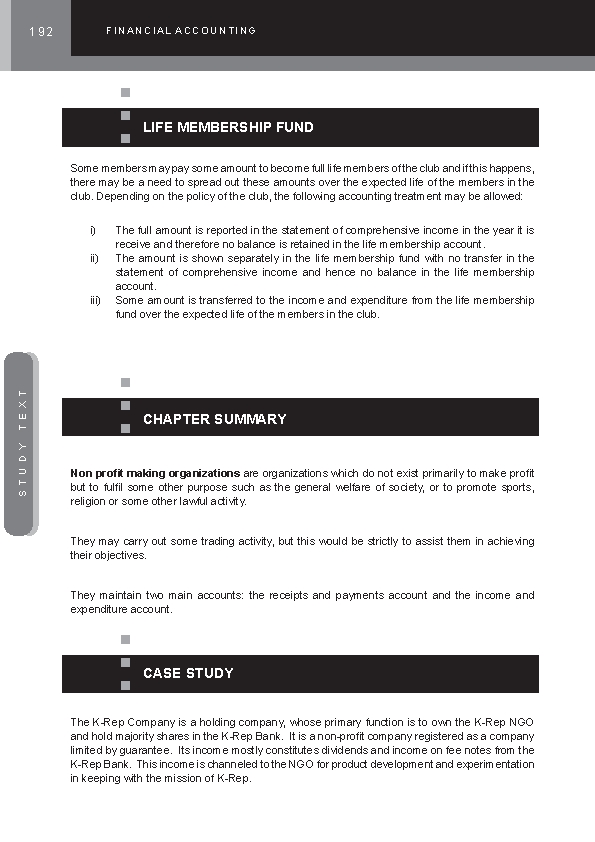 192
FINANCIAL ACCOUNTING
LIFE MEMBERSHIP FUND
Some members may pay some amount to become full life members of the club and if this happens,
there may be a need to spread out these amounts over the expected life of the members in the
club. Depending on the policy of the club, the following accounting treatment may be allowed:
i) The full amount is reported in the statement of comprehensive income in the year it is
receive and therefore no balance is retained in the life membership account.
ii) The amount is shown separately in the life membership fund with no transfer in the
statement of comprehensive income and hence no balance in the life membership
account.
iii) Some amount is transferred to the income and expenditure from the life membership
fund over the expected life of the members in the club.
STUDY TEXT
CHAPTER SUMMARY
Non profit making organizations are organizations which do not exist primarily to make profit
but to fulfil some other purpose such as the general welfare of society, or to promote sports,
religion or some other lawful activity.
They may carry out some trading activity, but this would be strictly to assist them in achieving
their objectives.
They maintain two main accounts: the receipts and payments account and the income and
expenditure account.
CASE STUDY
The K-Rep Company is a holding company, whose primary function is to own the K-Rep NGO
and hold majority shares in the K-Rep Bank. It is a non-profit company registered as a company
limited by guarantee. Its income mostly constitutes dividends and income on fee notes from the
K-Rep Bank. This income is channeled to the NGO for product development and experimentation
in keeping with the mission of K-Rep.